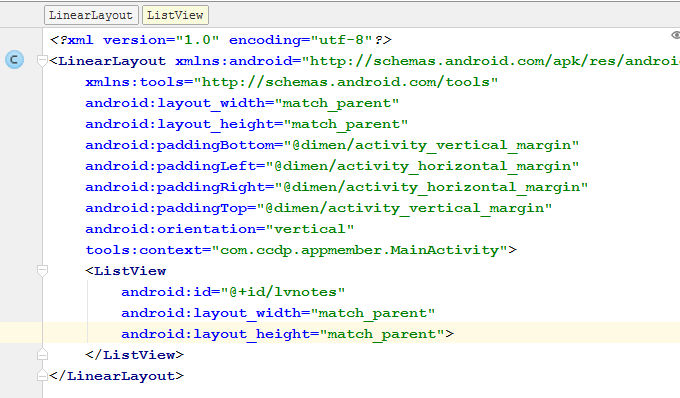 LinearLayout ListView
<?xml version="1.0" encoding="utf-8"?>
C <LinearLayout xmlns:android="http://schemas.android.com/apk/res/androi
xmlns:tools="http://schemas.android.com/tools"
android:layout_width="match_parent"
android:layout_height="match_parent"
android:paddingBottom="@dimen/activity_vertical_margin"
android:paddingLeft="@dimen/activity_horizontal_margin"
android:paddingRight="@dimen/activity_horizontal_margin"
android:paddingTop="@dimen/activity_vertical_margin"
android:orientation="vertical"
tools:context="com.ccdp.appmember.MainActivity">
<ListView
android:id="@+id/lvnotes"
android:layout_width="match_parent"
android:layout_height="match_parent">
</ListView>
</LinearLayout>